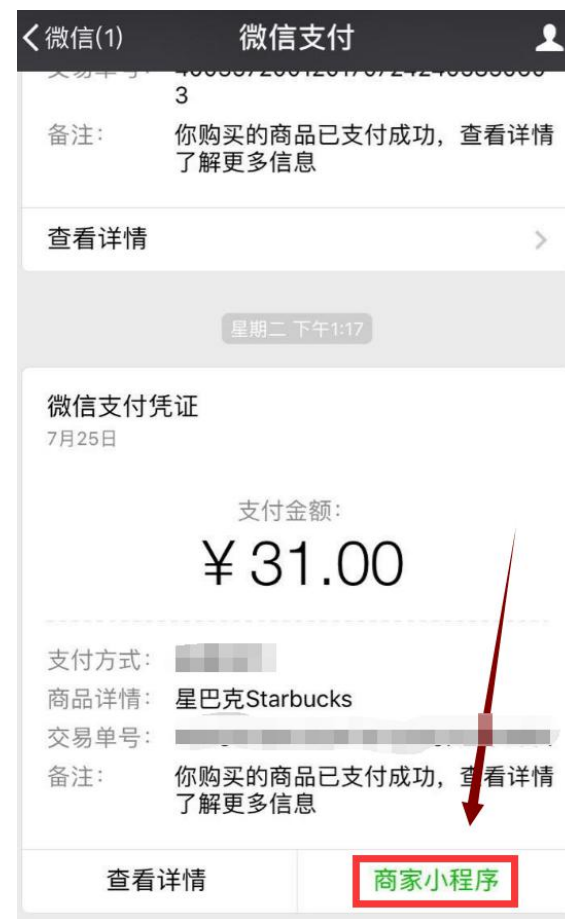 微信(1)
微信支付
3
备注：
你购买的商品已支付成功，查看详情
了解更多信息
查看详情
星期二 下午1:17
微信支付凭证
7月25日
支付金额：
￥31.00
支付方式：
商品详情：
星巴克Starbucks
交易单号：
备注：
你购买的商品已支付成功，查看详情
了解更多信息
查看详情
商家小程序